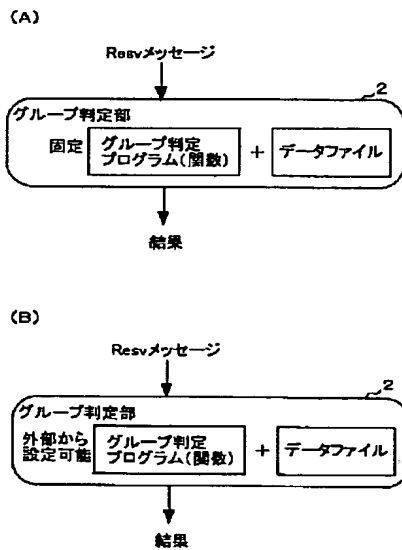 (A)
Resvメッセージ
2
グループ判定部
固定 グループ判定 + データファイル
プログラム(関数)
結果
(B)
Resvメッセージ
2
グループ判定部
外部から グループ判定 + データファイル
設定可能 プログラム(関数)
結果